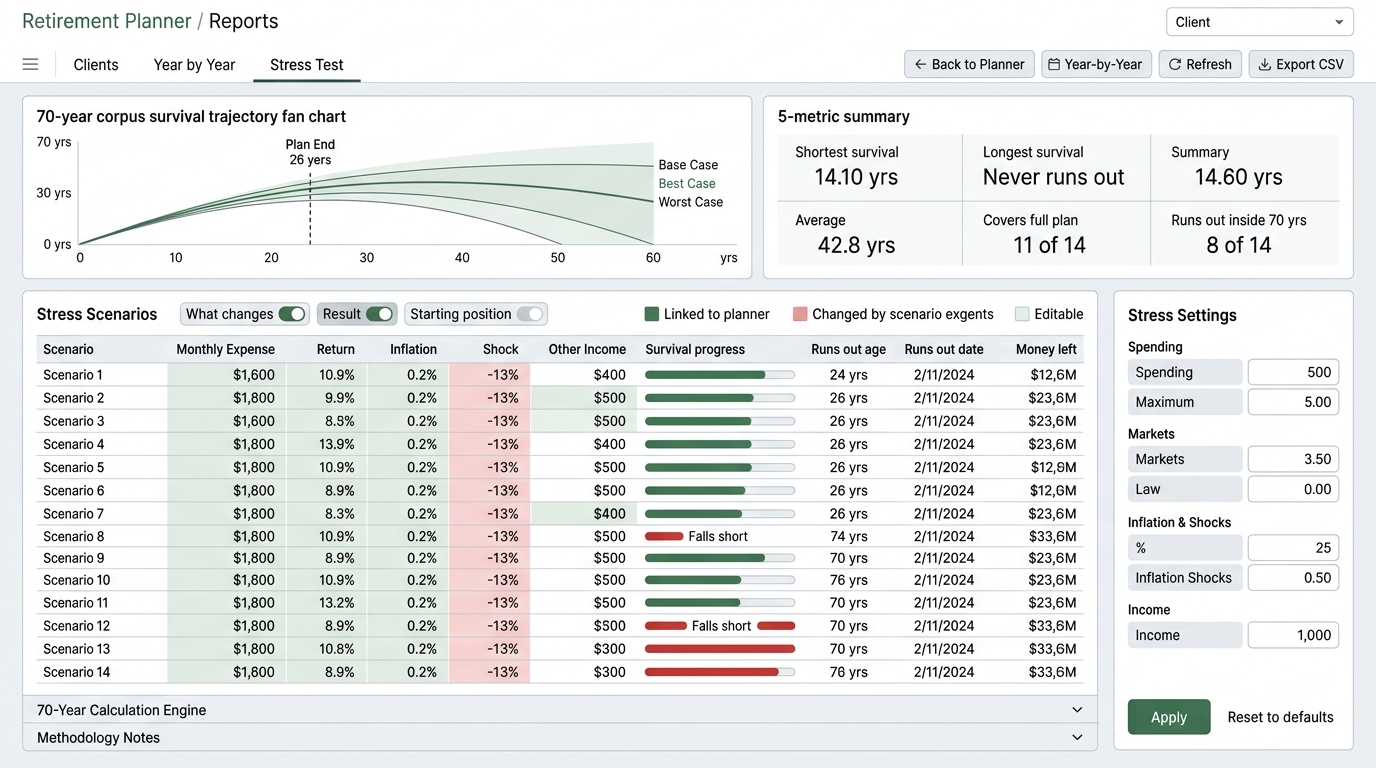 Retirement Planner / Reports
Client
Clients Year by Year Stress Test
Back to Planner Year-by-Year Refresh Export CSV
70-year corpus survival trajectory fan chart
70 yrs
30 yrs
0 yrs
Plan End
26 yers
Base Case
Best Case
Worst Case
0 10 20 30 40 50 60 yrs
5-metric summary
Shortest survival Longest survival Summary
14.10 yrs Never runs out 14.60 yrs
Average Covers full plan Runs out inside 70 yrs
42.8 yrs 11 of 14 8 of 14
Stress Scenarios What changes Result Starting position Linked to planner Changed by scenario exgents Editable
Scenario Monthly Expense Return Inflation Shock Other Income Survival progress Runs out age Runs out date Money left
Scenario 1 $1,600 10.9% 0.2% -13% $400 24 yrs 2/11/2024 $12,6M
Scenario 2 $1,800 9.9% 0.2% -13% $500 26 yrs 2/11/2024 $23,6M
Scenario 3 $1,600 8.5% 0.2% -13% $500 26 yrs 2/11/2024 $23,6M
Scenario 4 $1,800 13.9% 0.2% -13% $400 26 yrs 2/11/2024 $23,6M
Scenario 5 $1,800 10.9% 0.2% -13% $500 26 yrs 2/11/2024 $12,6M
Scenario 6 $1,800 8.9% 0.2% -13% $500 26 yrs 2/11/2024 $12,6M
Scenario 7 $1,800 8.3% 0.2% -13% $400 26 yrs 2/11/2024 $23,6M
Scenario 8 $1,800 10.9% 0.2% -13% $500 Falls short 74 yrs 2/11/2024 $33,6M
Scenario 9 $1,800 8.9% 0.2% -13% $500 70 yrs 2/11/2024 $23,6M
Scenario 10 $1,800 10.9% 0.2% -13% $500 76 yrs 2/11/2024 $23,6M
Scenario 11 $1,800 13.2% 0.2% -13% $500 70 yrs 2/11/2024 $23,6M
Scenario 12 $1,800 8.9% 0.2% -13% $500 Falls short 70 yrs 2/11/2024 $33,6M
Scenario 13 $1,800 10.8% 0.2% -13% $300 70 yrs 2/11/2024 $33,6M
Scenario 14 $1,600 8.9% 0.2% -13% $300 76 yrs 2/11/2024 $33,6M
70-Year Calculation Engine
Methodology Notes
Stress Settings
Spending
Spending 500
Maximum 5.00
Markets
Markets 3.50
Law 0.00
Inflation & Shocks
% 25
Inflation Shocks 0.50
Income
Income 1,000
Apply Reset to defaults